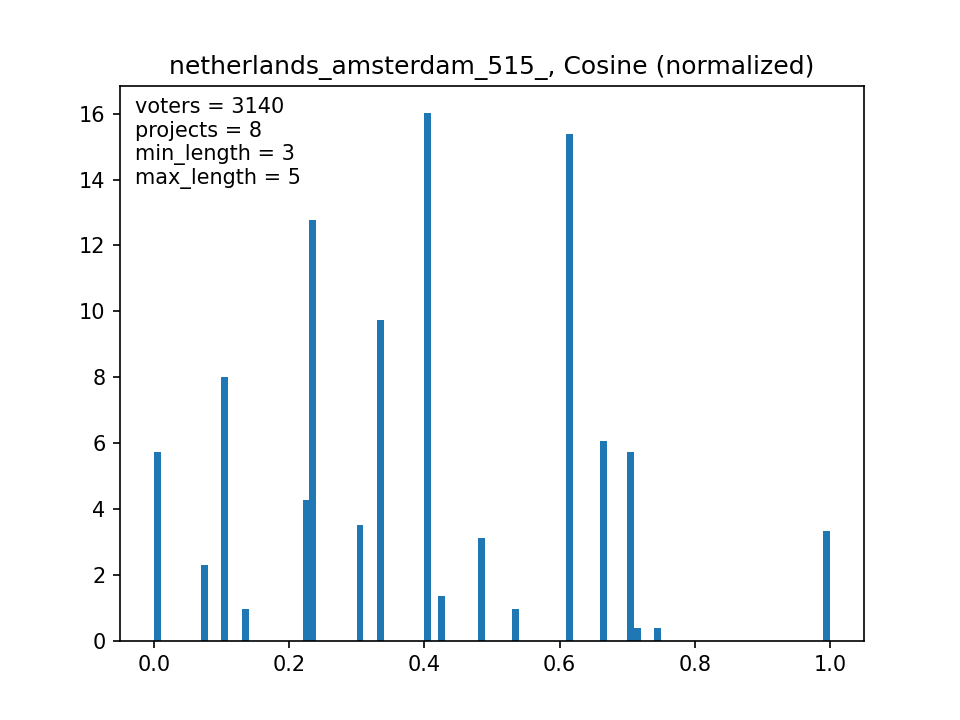 netherlands_amsterdam_515_, Cosine (normalized)
voters = 3140
projects = 8
min_length = 3
max_length = 5
16
14
12
10
8
6
4
2
0
0.0 0.2 0.4 0.6 0.8 1.0